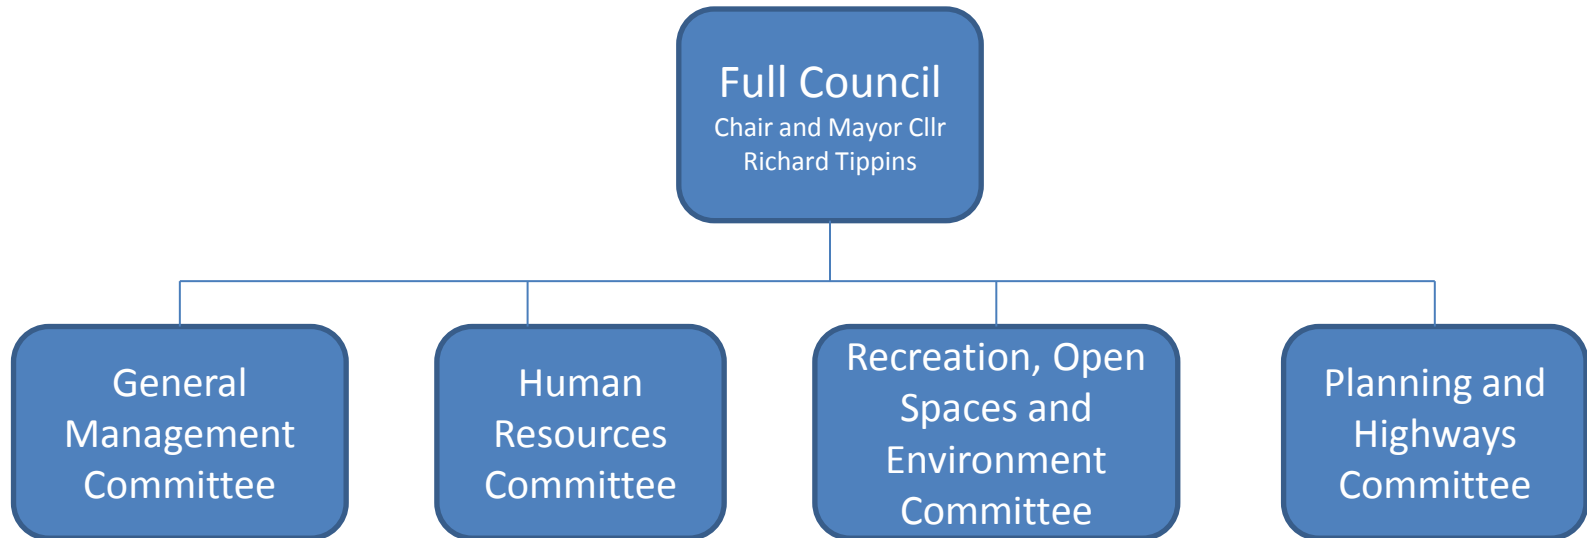 Full Council
Chair and Mayor Cllr
Richard Tippins
General
Management
Committee
Human
Resources
Committee
Recreation, Open
Spaces and
Environment
Committee
Planning and
Highways
Committee